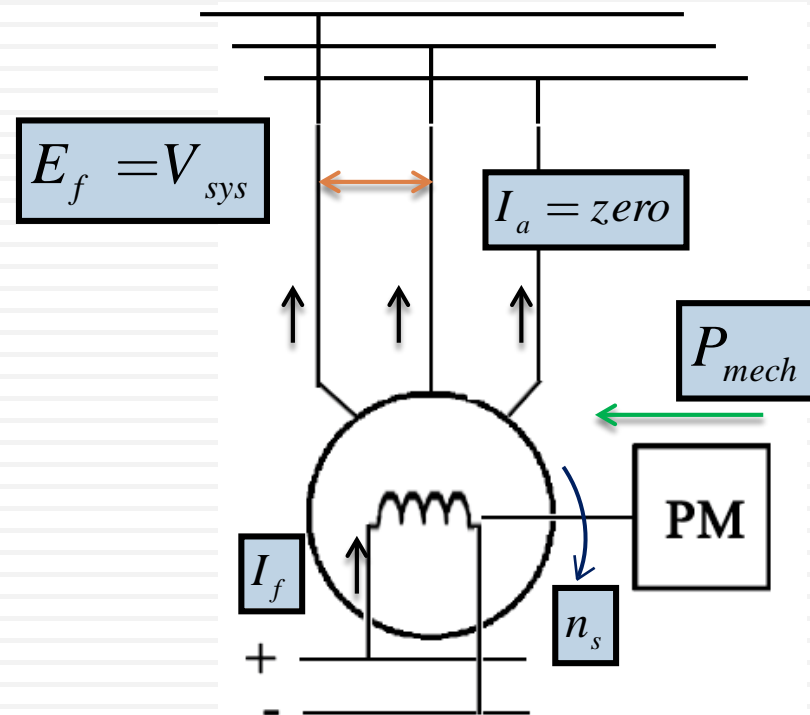 E_f = V_sys
I_a = zero
P_mech
PM
I_f
n_s
+
-